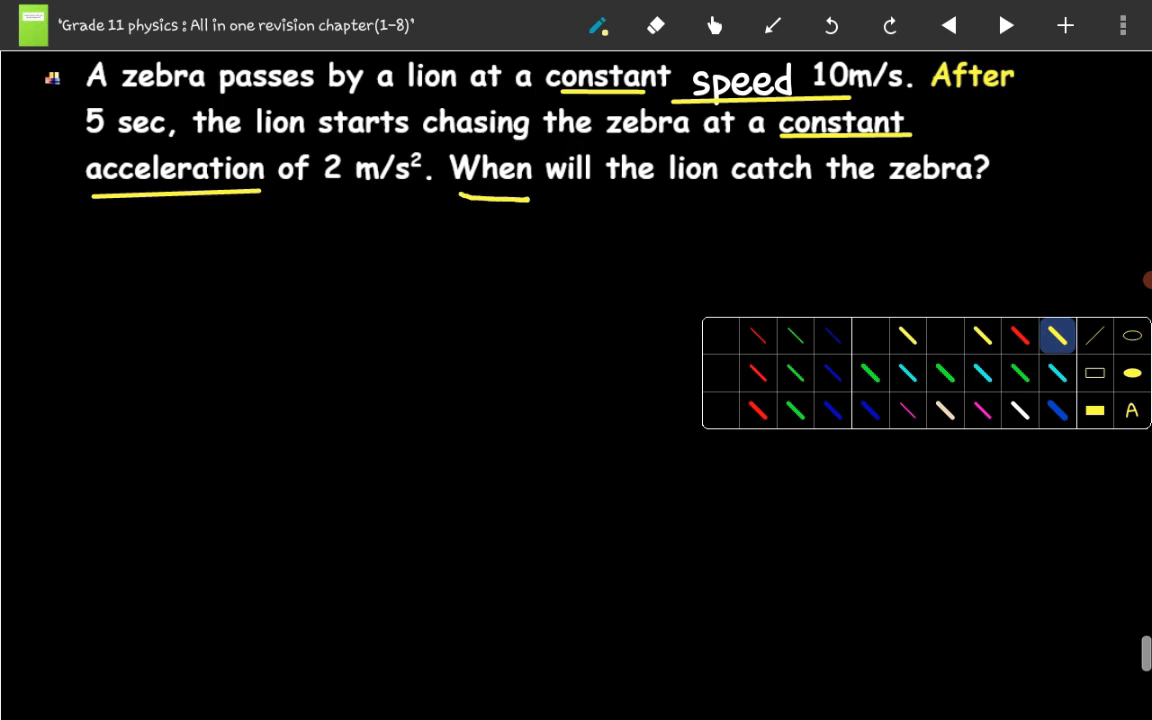 'Grade 11 physics : All in one revision chapter(1-8)'
A zebra passes by a lion at a constant speed 10m/s. After
5 sec, the lion starts chasing the zebra at a constant
acceleration of 2 m/s². When will the lion catch the zebra?
A